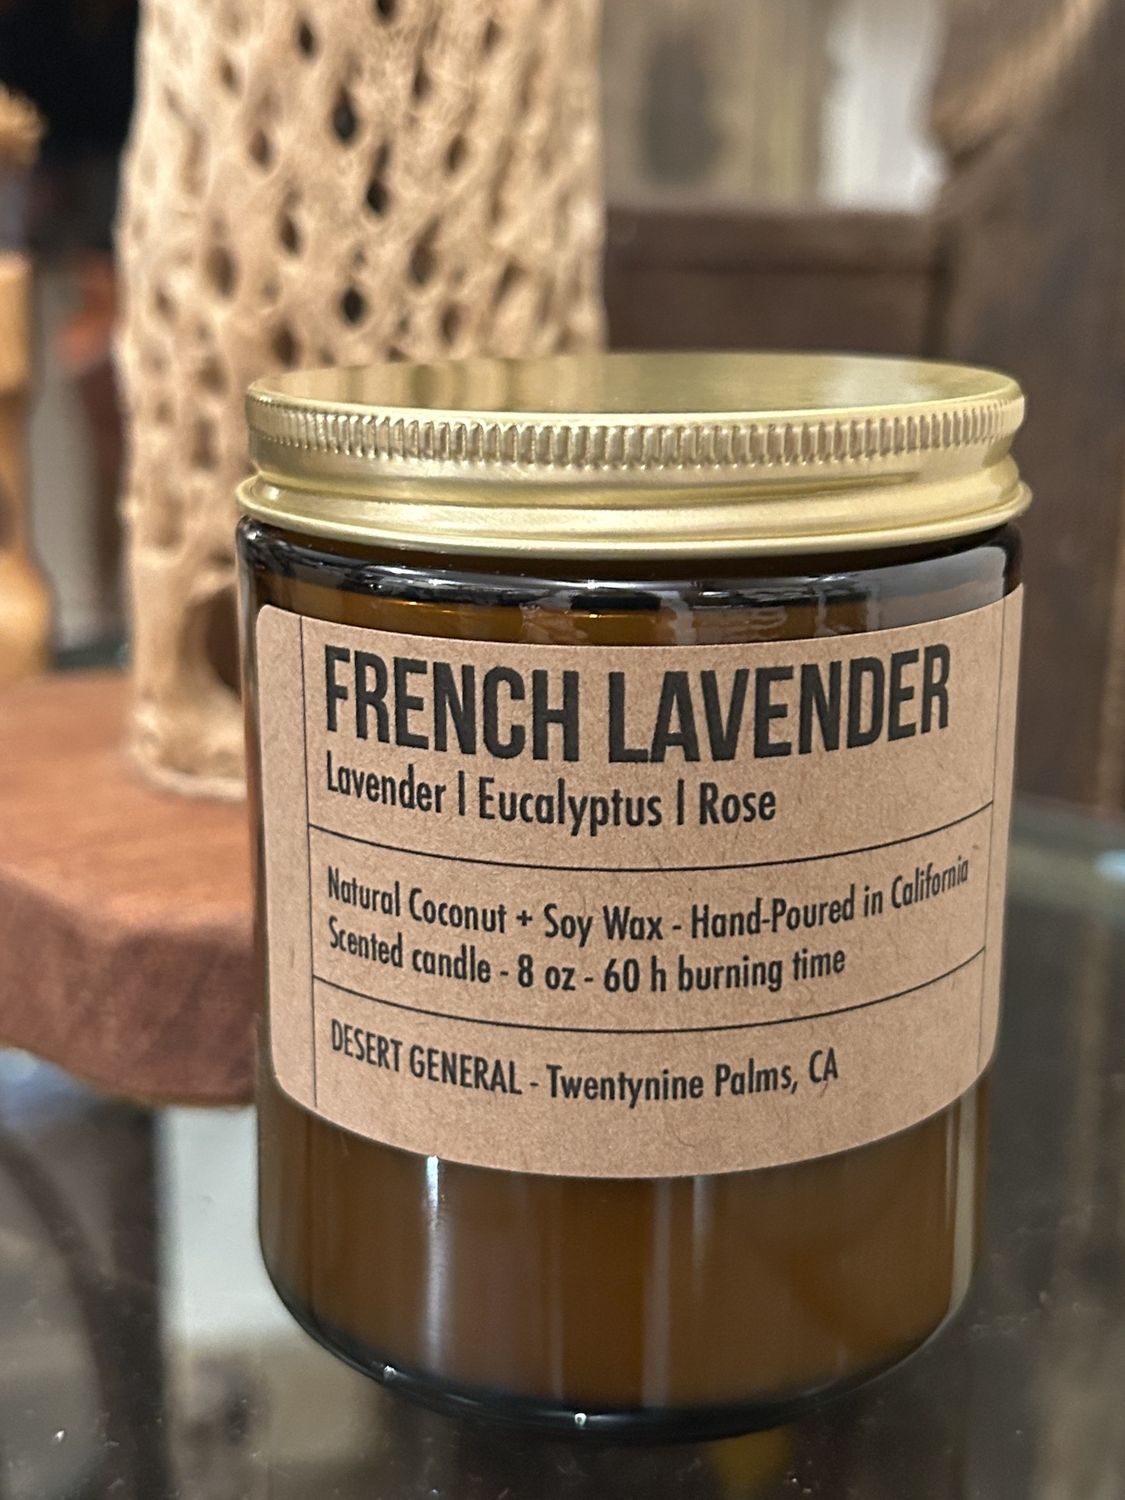 FRENCH LAVENDER
Lavender | Eucalyptus | Rose
Natural Coconut + Soy Wax - Hand-Poured in California
Scented candle - 8 oz - 60 h burning time
DESERT GENERAL - Twentynine Palms, CA